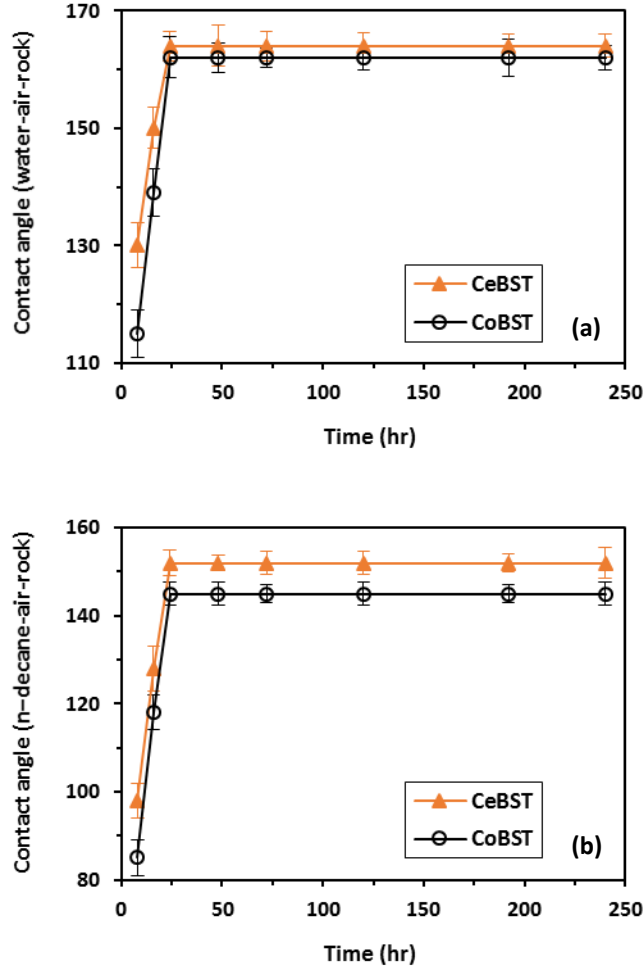 170
150
130
110
Contact angle (water-air-rock)
CeBST
CoBST
(a)
0
50
100
150
200
250
Time (hr)
160
140
120
100
80
Contact angle (n–decane-air-rock)
CeBST
CoBST
(b)
0
50
100
150
200
250
Time (hr)